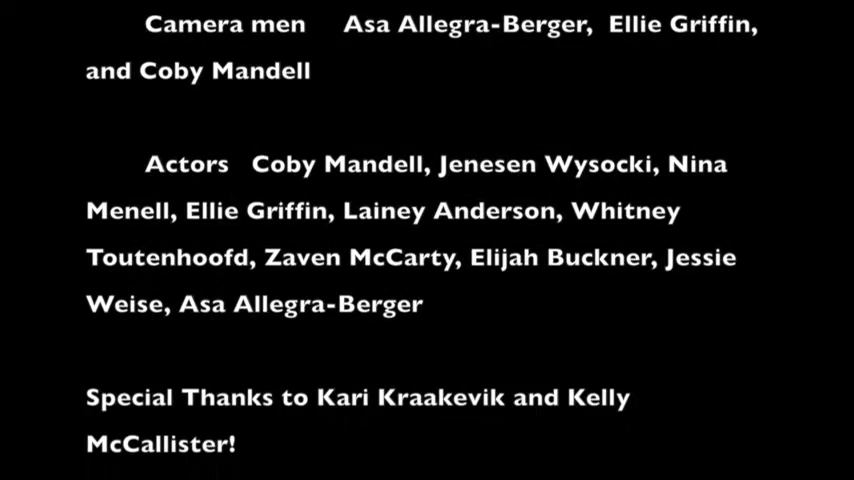 Camera men Asa Allegra-Berger, Ellie Griffin,
and Coby Mandell
Actors Coby Mandell, Jenesen Wysocki, Nina
Menell, Ellie Griffin, Lainey Anderson, Whitney
Toutenhoofd, Zaven McCarty, Elijah Buckner, Jessie
Weise, Asa Allegra-Berger
Special Thanks to Kari Kraakevik and Kelly
McCallister!